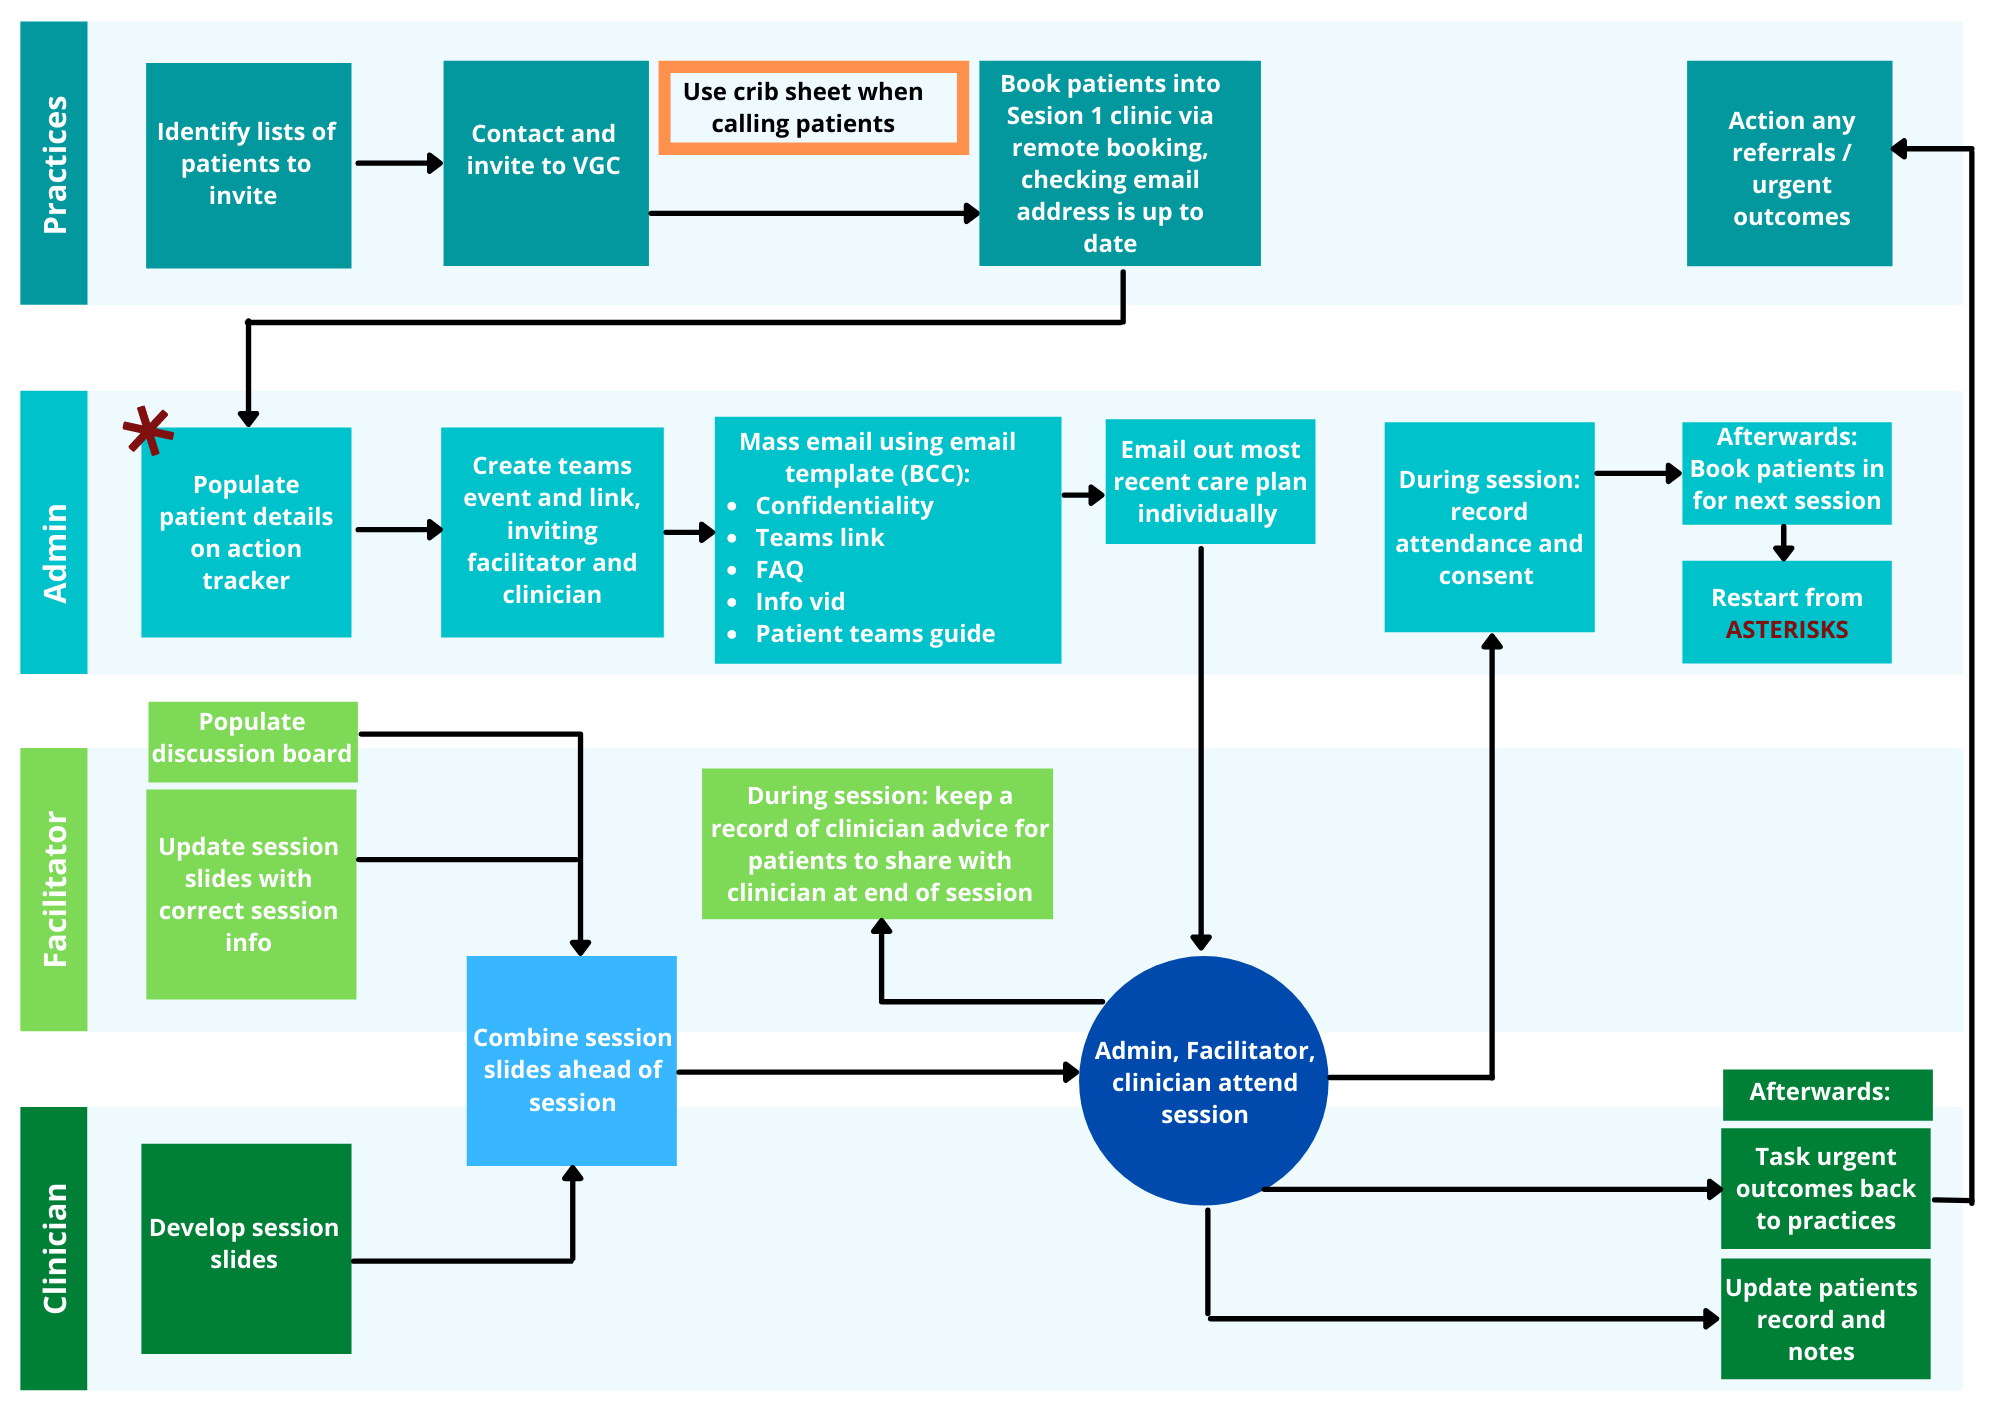 Practices
Identify lists of
patients to
invite
Contact and
invite to VGC
Use crib sheet when
calling patients
Book patients into
Sesion 1 clinic via
remote booking,
checking email
address is up to
date
Action any
referrals /
urgent
outcomes
Admin
Populate
patient details
on action
tracker
Create teams
event and link,
inviting
facilitator and
clinician
Mass email using email
template (BCC):
• Confidentiality
• Teams link
• FAQ
• Info vid
• Patient teams guide
Email out most
recent care plan
individually
During session:
record
attendance and
consent
Afterwards:
Book patients in
for next session
Restart from
ASTERISKS
Facilitator
Populate
discussion board
Update session
slides with
correct session
info
During session: keep a
record of clinician advice for
patients to share with
clinician at end of session
Combine session
slides ahead of
session
Admin, Facilitator,
clinician attend
session
Clinician
Develop session
slides
Afterwards:
Task urgent
outcomes back
to practices
Update patients
record and
notes